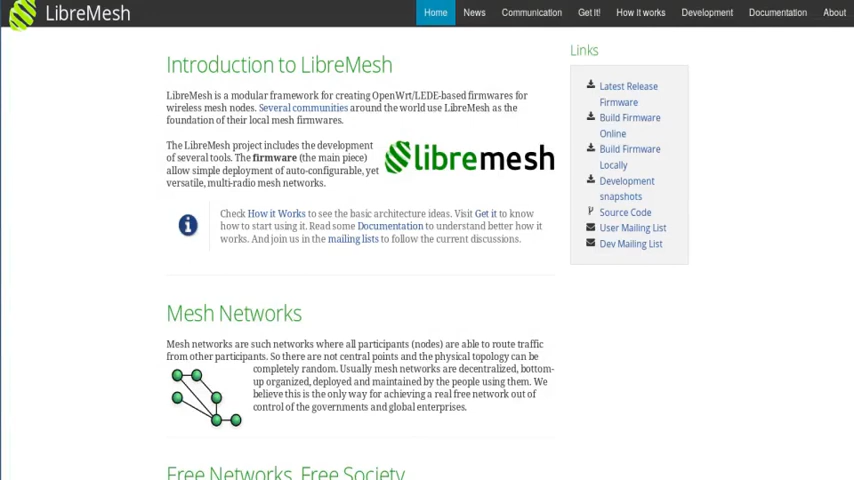 LibreMesh
Home News Communication Get It! How it works Development Documentation About
Introduction to LibreMesh
LibreMesh is a modular framework for creating OpenWrt/LEDE-based firmwares for
wireless mesh nodes. Several communities around the world use LibreMesh as the
foundation of their local mesh firmwares.
The LibreMesh project includes the development
of several tools. The firmware (the main piece)
allow simple deployment of auto-configurable, yet
versatile, multi-radio mesh networks.
libremesh
Check How it Works to see the basic architecture ideas. Visit Get it to know
how to start using it. Read some Documentation to understand better how it
works. And join us in the mailing lists to follow the current discussions.
Mesh Networks
Mesh networks are such networks where all participants (nodes) are able to route traffic
from other participants. So there are not central points and the physical topology can be
completely random. Usually mesh networks are decentralized, bottom-
up organized, deployed and maintained by the people using them. We
believe this is the only way for achieving a real free network out of
control of the governments and global enterprises.
Free Networks, Free Society
Links
Latest Release
Firmware
Build Firmware
Online
Build Firmware
Locally
Development
snapshots
Source Code
User Mailing List
Dev Mailing List